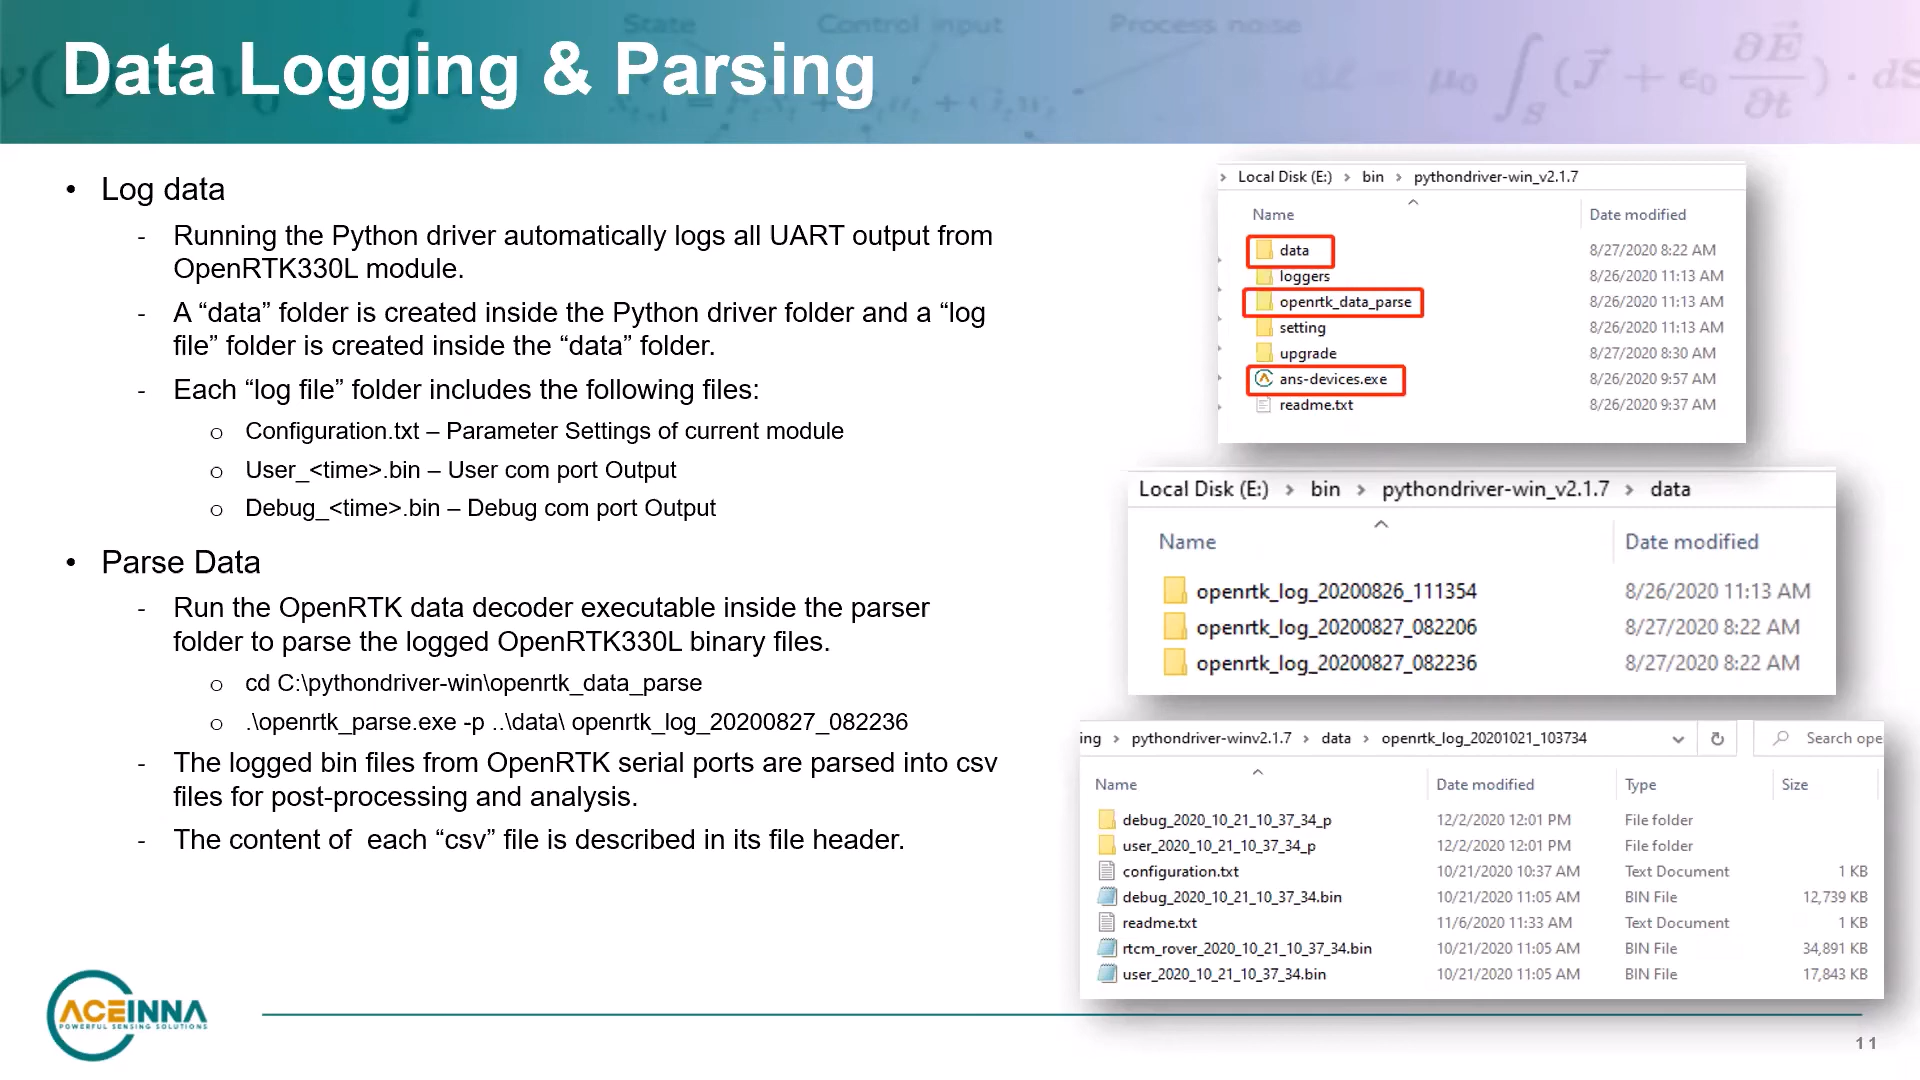 State Control input Process noise
Data Logging & Parsing
• Log data
- Running the Python driver automatically logs all UART output from
OpenRTK330L module.
- A “data” folder is created inside the Python driver folder and a “log
file” folder is created inside the “data” folder.
- Each “log file” folder includes the following files:
o Configuration.txt – Parameter Settings of current module
o User_<time>.bin – User com port Output
o Debug_<time>.bin – Debug com port Output
• Parse Data
- Run the OpenRTK data decoder executable inside the parser
folder to parse the logged OpenRTK330L binary files.
o cd C:\pythondriver-win\openrtk_data_parse
o .\openrtk_parse.exe -p ..\data\ openrtk_log_20200827_082236
- The logged bin files from OpenRTK serial ports are parsed into csv
files for post-processing and analysis.
- The content of  each “csv” file is described in its file header.
› Local Disk (E:) › bin › pythondriver-win_v2.1.7
Name Date modified
data 8/27/2020 8:22 AM
loggers 8/26/2020 11:13 AM
openrtk_data_parse 8/26/2020 11:13 AM
setting 8/26/2020 11:13 AM
upgrade 8/27/2020 8:30 AM
ans-devices.exe 8/26/2020 9:57 AM
readme.txt 8/26/2020 9:37 AM
Local Disk (E:) › bin › pythondriver-win_v2.1.7 › data
Name Date modified
openrtk_log_20200826_111354 8/26/2020 11:13 AM
openrtk_log_20200827_082206 8/27/2020 8:22 AM
openrtk_log_20200827_082236 8/27/2020 8:22 AM
ing › pythondriver-winv2.1.7 › data › openrtk_log_20201021_103734 Search ope
Name Date modified Type Size
debug_2020_10_21_10_37_34_p 12/2/2020 12:01 PM File folder
user_2020_10_21_10_37_34_p 12/2/2020 12:01 PM File folder
configuration.txt 10/21/2020 10:37 AM Text Document 1 KB
debug_2020_10_21_10_37_34.bin 10/21/2020 11:05 AM BIN File 12,739 KB
readme.txt 11/6/2020 11:33 AM Text Document 1 KB
rtcm_rover_2020_10_21_10_37_34.bin 10/21/2020 11:05 AM BIN File 34,891 KB
user_2020_10_21_10_37_34.bin 10/21/2020 11:05 AM BIN File 17,843 KB
ACEINNA
POWERFUL SENSING SOLUTIONS
11